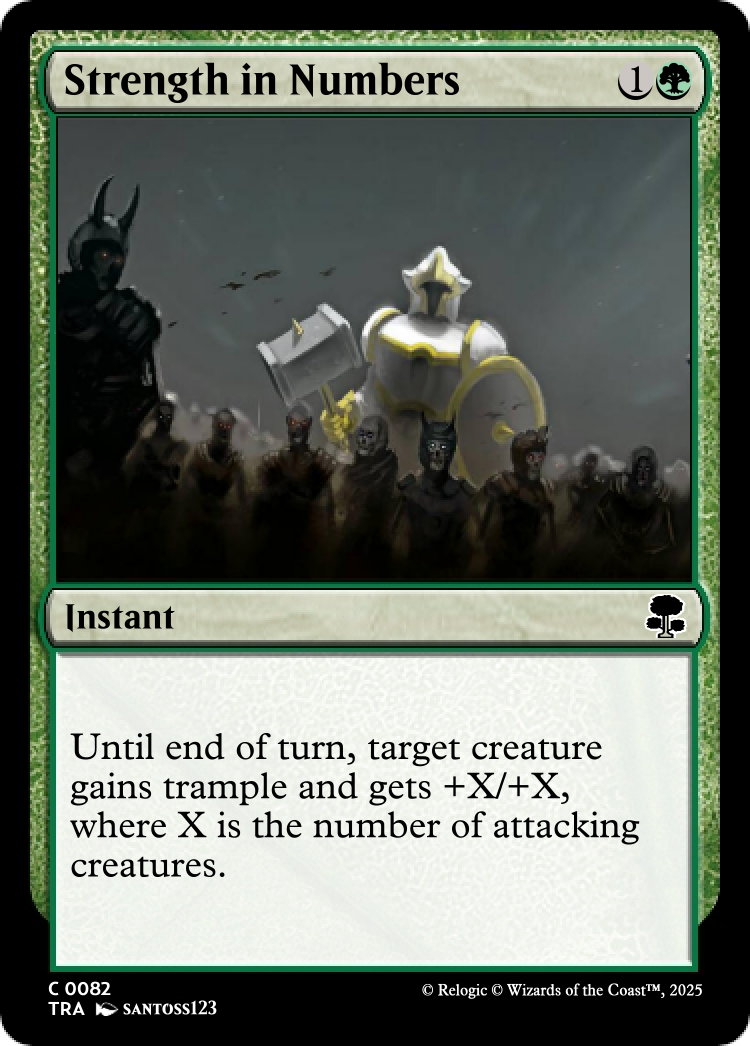 Strength in Numbers 1
Instant
Until end of turn, target creature
gains trample and gets +X/+X,
where X is the number of attacking
creatures.
C 0082 © Relogic © Wizards of the Coast™, 2025
TRA SANTOSS123